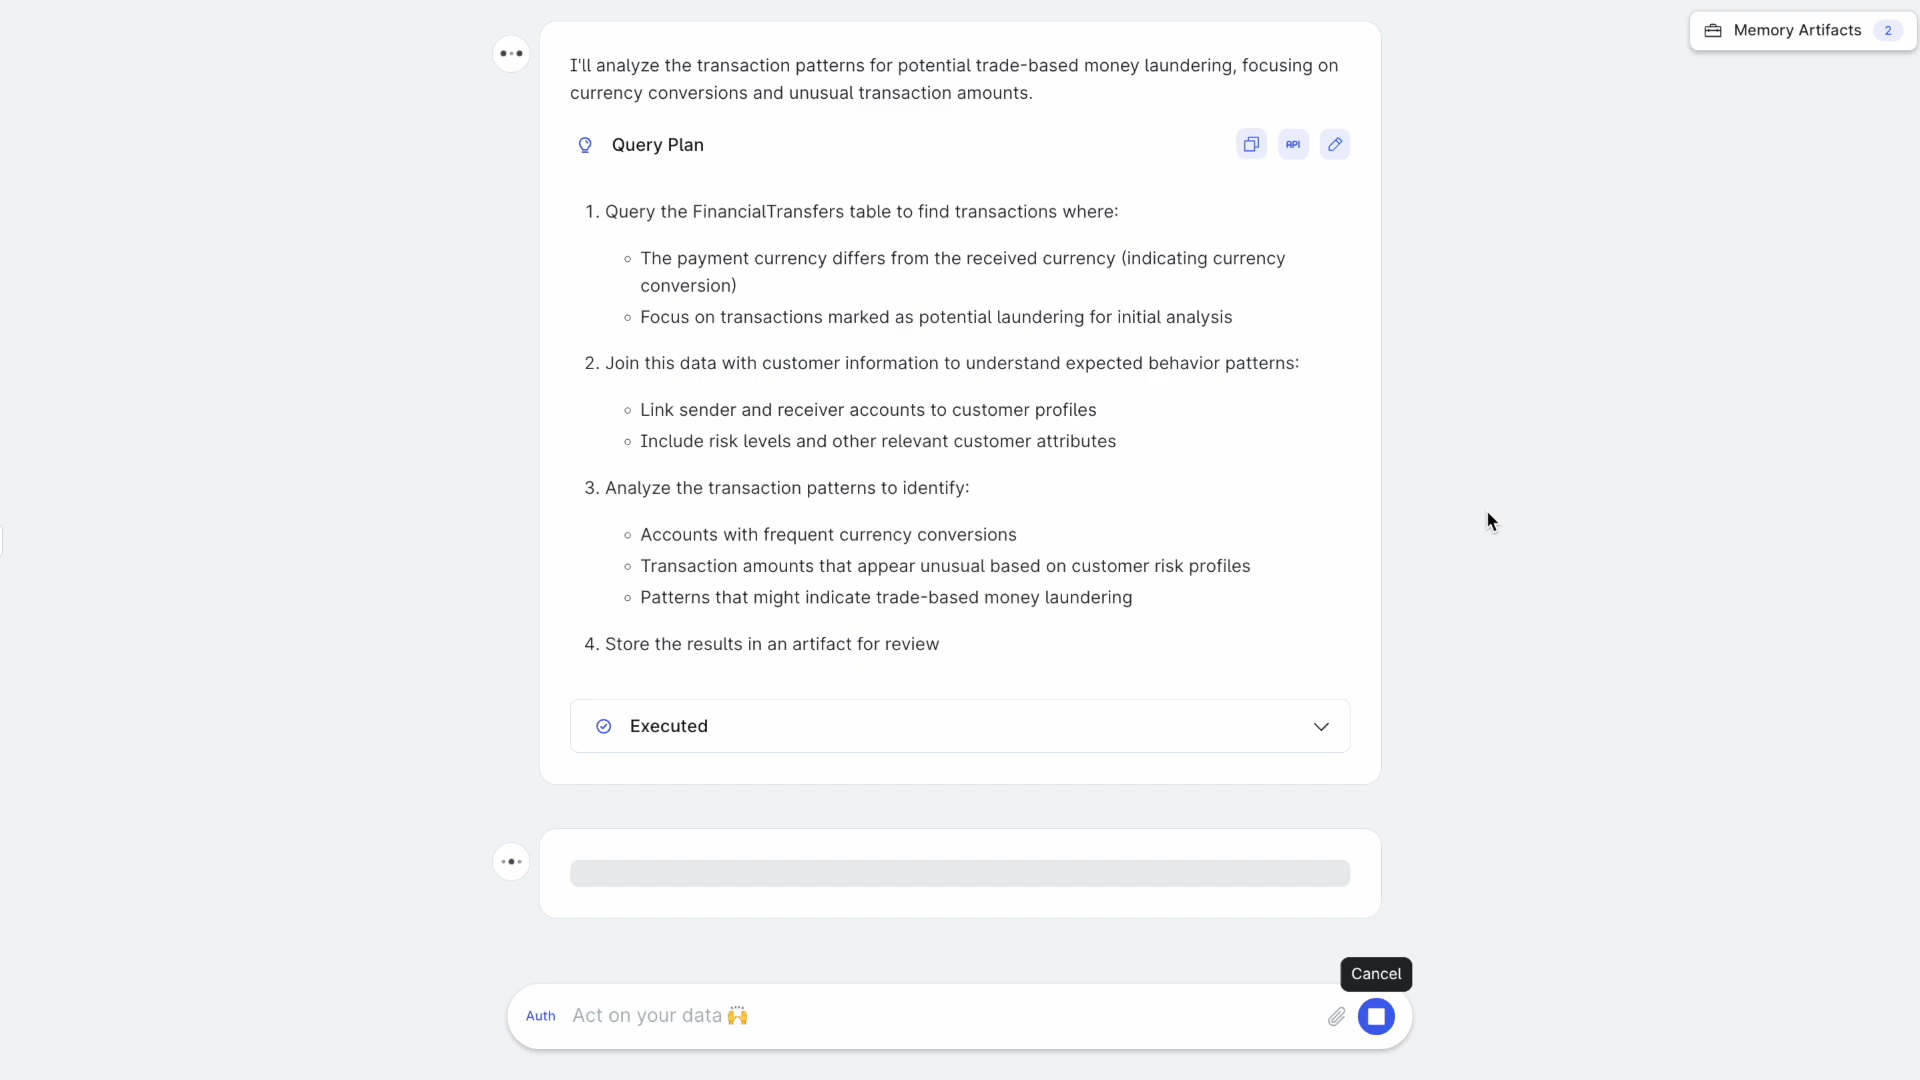 Memory Artifacts 2
I'll analyze the transaction patterns for potential trade-based money laundering, focusing on
currency conversions and unusual transaction amounts.
Query Plan
API
1. Query the FinancialTransfers table to find transactions where:
The payment currency differs from the received currency (indicating currency
conversion)
Focus on transactions marked as potential laundering for initial analysis
2. Join this data with customer information to understand expected behavior patterns:
Link sender and receiver accounts to customer profiles
Include risk levels and other relevant customer attributes
3. Analyze the transaction patterns to identify:
Accounts with frequent currency conversions
Transaction amounts that appear unusual based on customer risk profiles
Patterns that might indicate trade-based money laundering
4. Store the results in an artifact for review
Executed
Cancel
Auth Act on your data 🙌